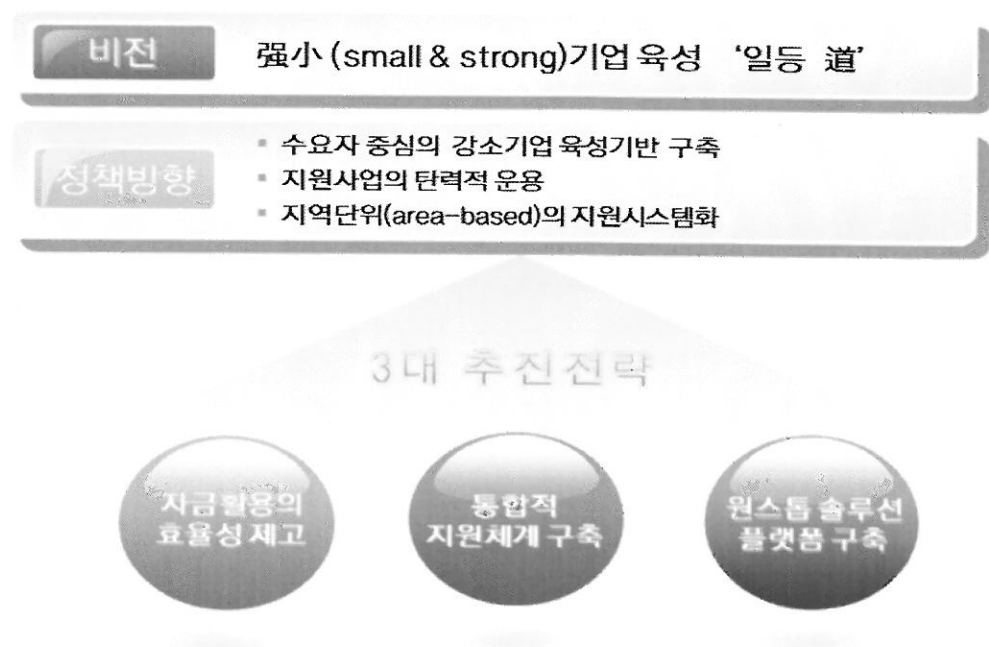 비전
強小 (small & strong)기업 육성 ‘일등 道’
정책방향
▪ 수요자 중심의 강소기업 육성기반 구축
▪ 지원사업의 탄력적 운용
▪ 지역단위(area-based)의 지원시스템화
3대 추진전략
자금활용의
효율성 제고
통합적
지원체계 구축
원스톱 솔루션
플랫폼 구축